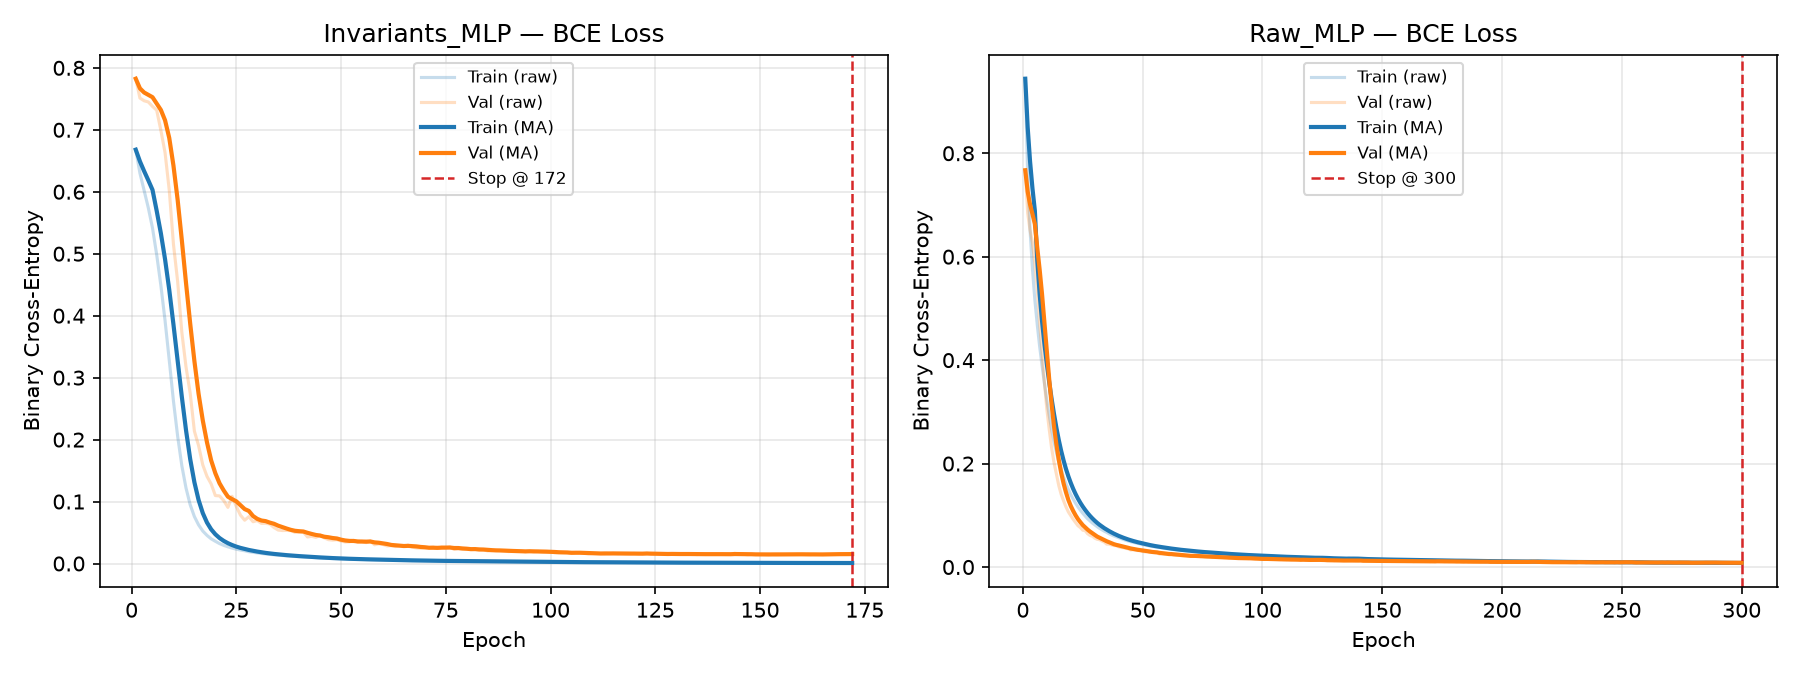 Invariants_MLP — BCE Loss
Train (raw)
Val (raw)
Train (MA)
Val (MA)
Stop @ 172
Binary Cross-Entropy
0.8
0.7
0.6
0.5
0.4
0.3
0.2
0.1
0.0
0 25 50 75 100 125 150 175
Epoch
Raw_MLP — BCE Loss
Train (raw)
Val (raw)
Train (MA)
Val (MA)
Stop @ 300
Binary Cross-Entropy
0.8
0.6
0.4
0.2
0.0
0 50 100 150 200 250 300
Epoch